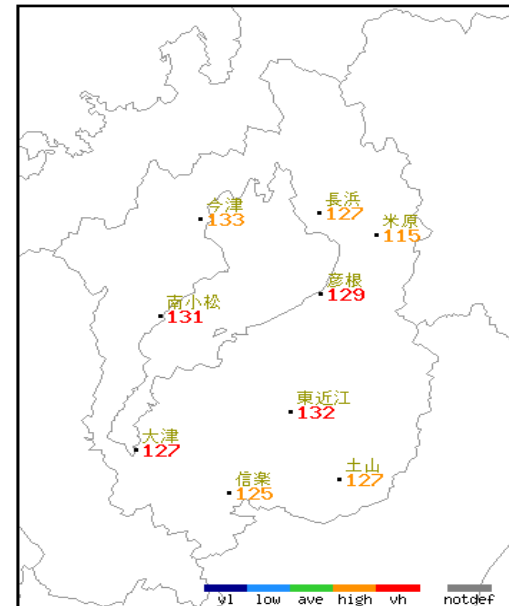 今津
133
長浜
127
米原
115
彦根
129
南小松
131
東近江
132
大津
127
土山
127
信楽
125
yl low ave high vh notdef